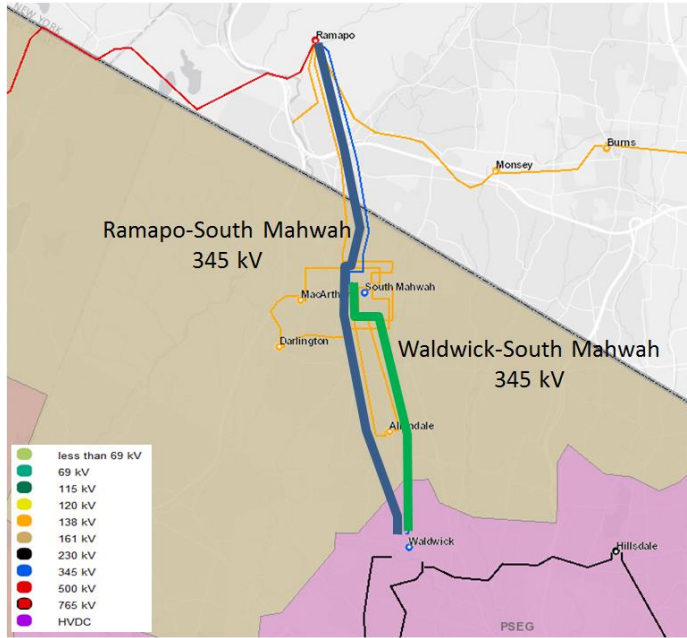 NEW YORK
Ramapo
Burns
Monsey
Ramapo-South Mahwah
345 kV
South Mahwah
MacArth
Darlington
Waldwick-South Mahwah
345 kV
Allendale
Waldwick
Hillsdale
PSEG
less than 69 kV
69 kV
115 kV
120 kV
138 kV
161 kV
230 kV
345 kV
500 kV
765 kV
HVDC